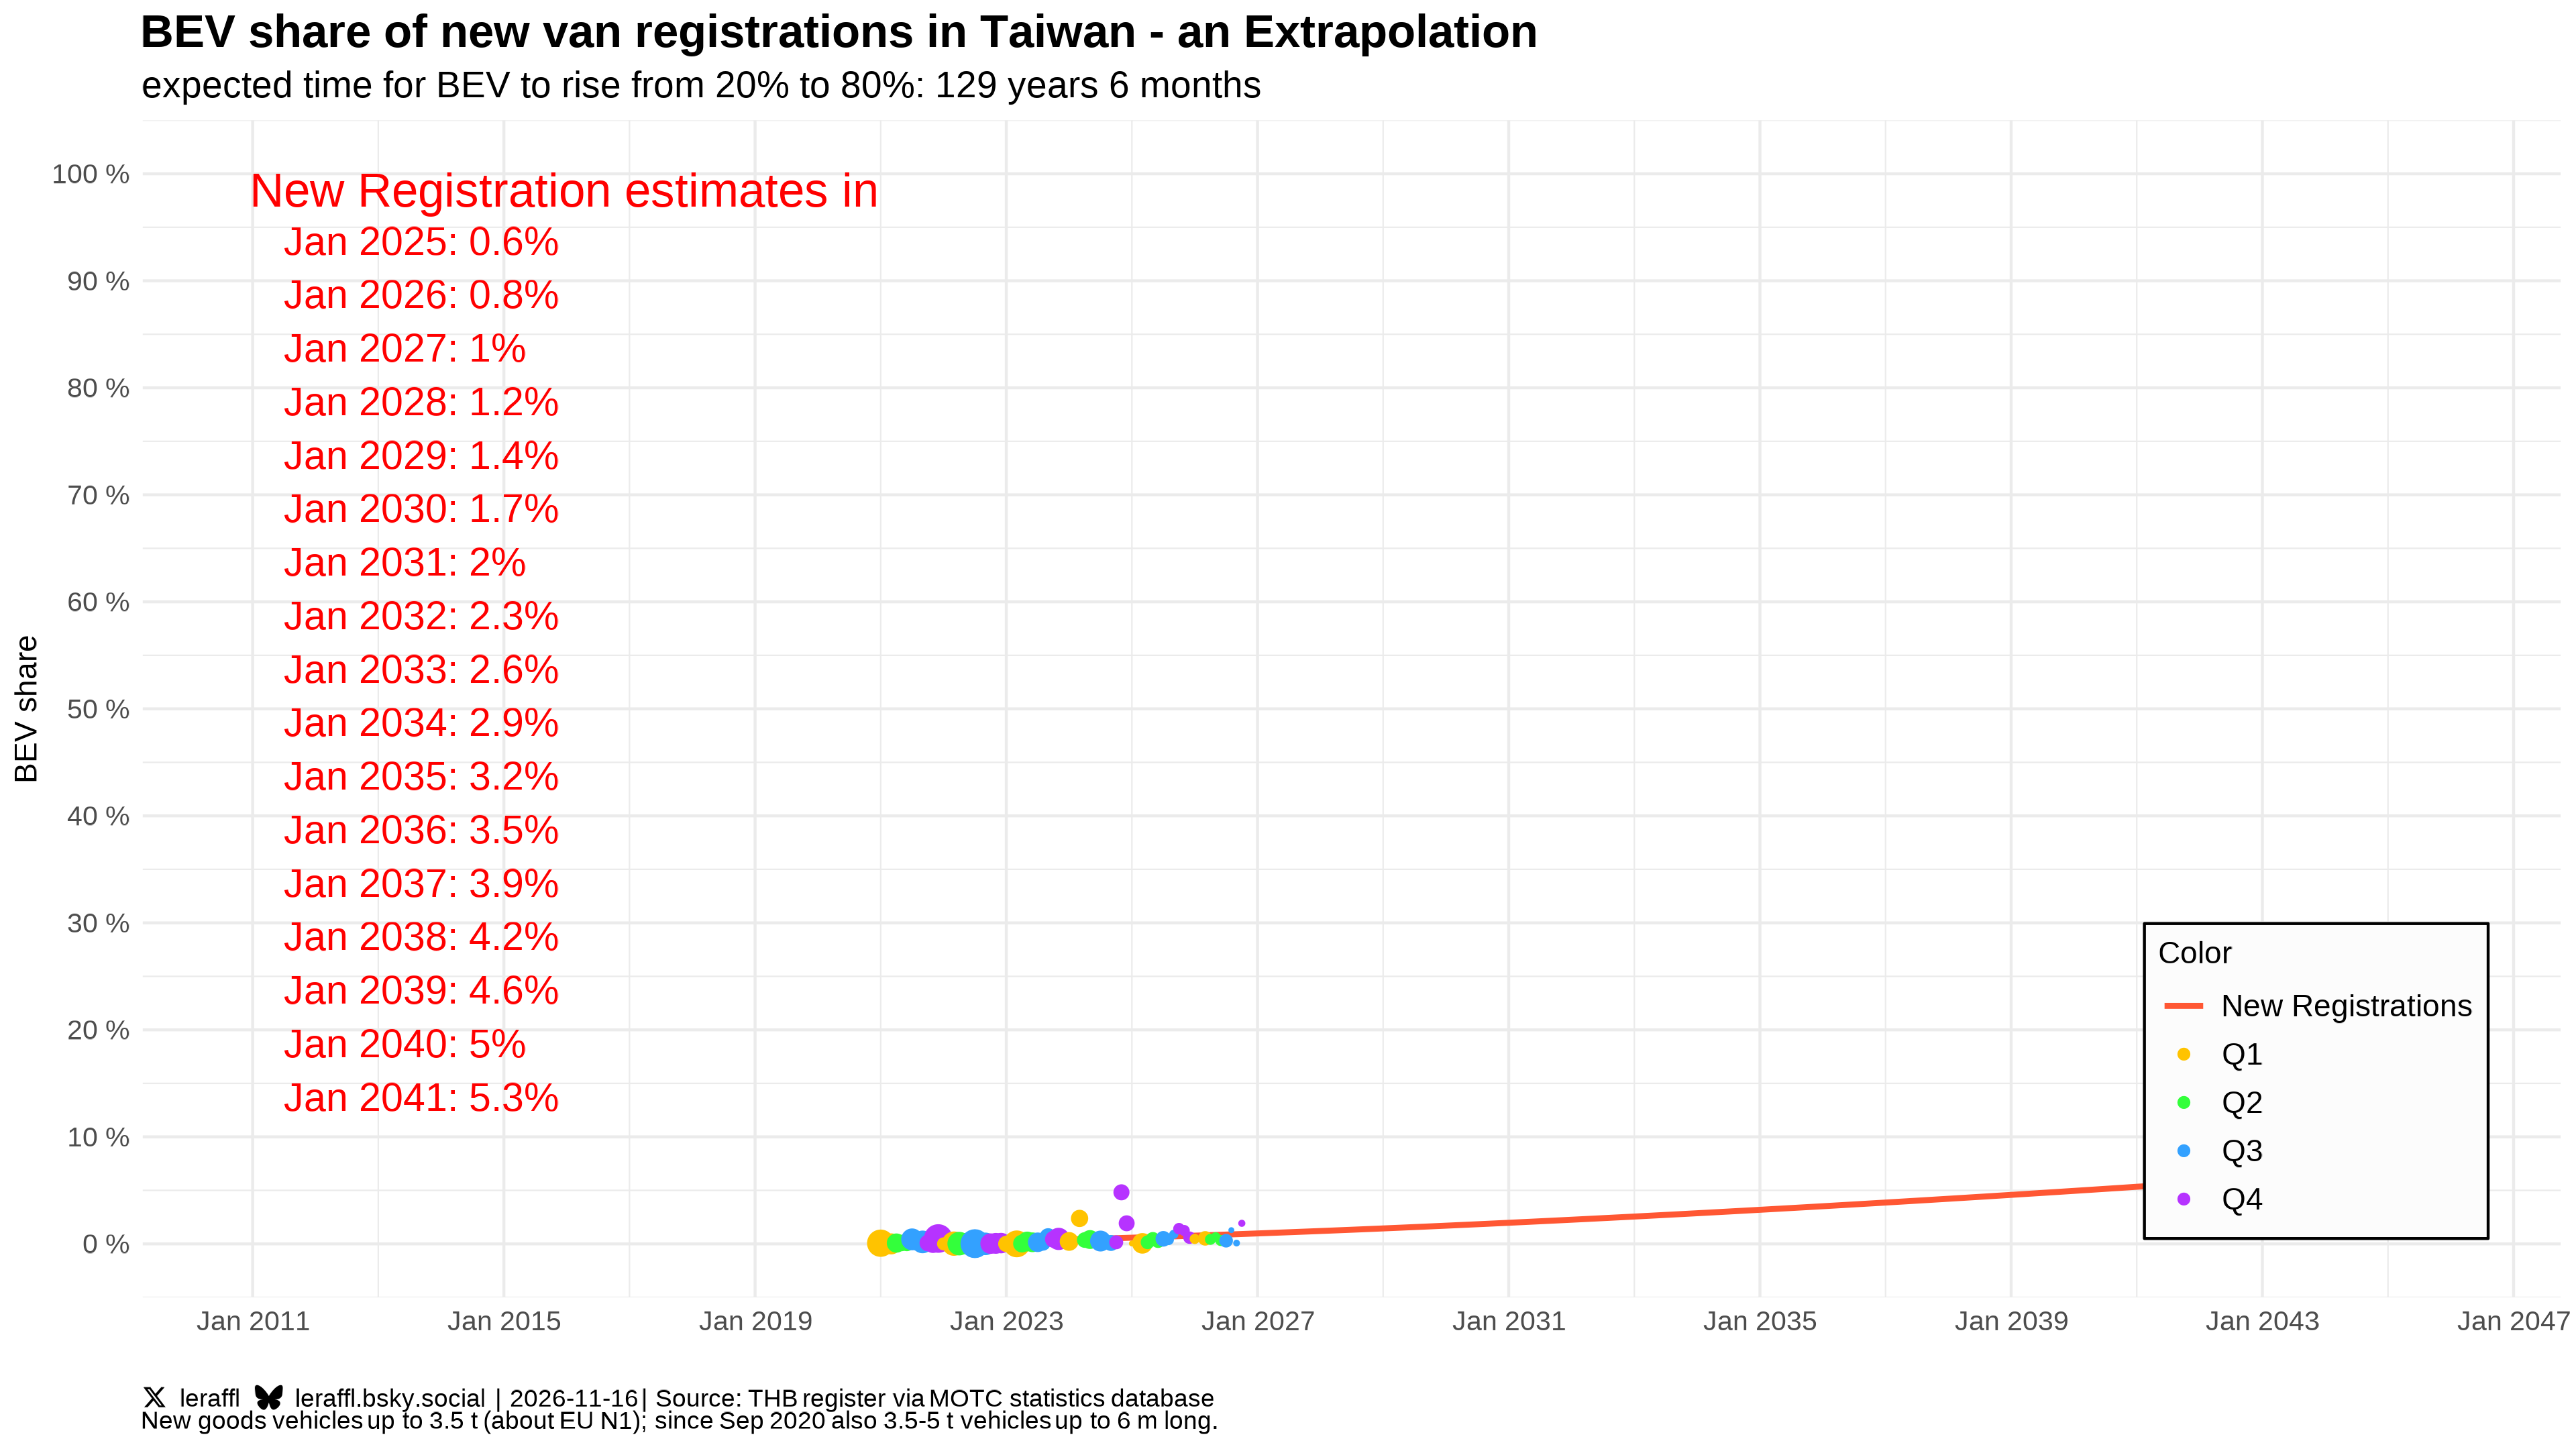 BEV share of new van registrations in Taiwan - an Extrapolation
expected time for BEV to rise from 20% to 80%: 129 years 6 months
New Registration estimates in
Jan 2025: 0.6%
Jan 2026: 0.8%
Jan 2027: 1%
Jan 2028: 1.2%
Jan 2029: 1.4%
Jan 2030: 1.7%
Jan 2031: 2%
Jan 2032: 2.3%
Jan 2033: 2.6%
Jan 2034: 2.9%
Jan 2035: 3.2%
Jan 2036: 3.5%
Jan 2037: 3.9%
Jan 2038: 4.2%
Jan 2039: 4.6%
Jan 2040: 5%
Jan 2041: 5.3%
BEV share
100 %
90 %
80 %
70 %
60 %
50 %
40 %
30 %
20 %
10 %
0 %
Color
New Registrations
Q1
Q2
Q3
Q4
Jan 2011 Jan 2015 Jan 2019 Jan 2023 Jan 2027 Jan 2031 Jan 2035 Jan 2039 Jan 2043 Jan 2047
leraffl leraffl.bsky.social | 2026-11-16| Source: THB register via MOTC statistics database
New goods vehicles up to 3.5 t (about EU N1); since Sep 2020 also 3.5-5 t vehicles up to 6 m long.